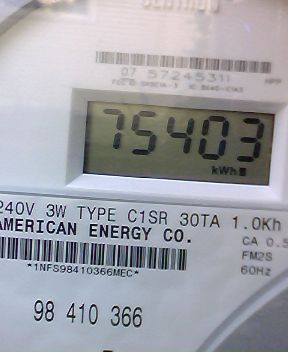 07 57245311
75403
kWh
240V 3W TYPE C1SR 30TA 1.0Kh
AMERICAN ENERGY CO.
CA 0.5
FM2S
60Hz
*1NFS98410366MEC*
98 410 366